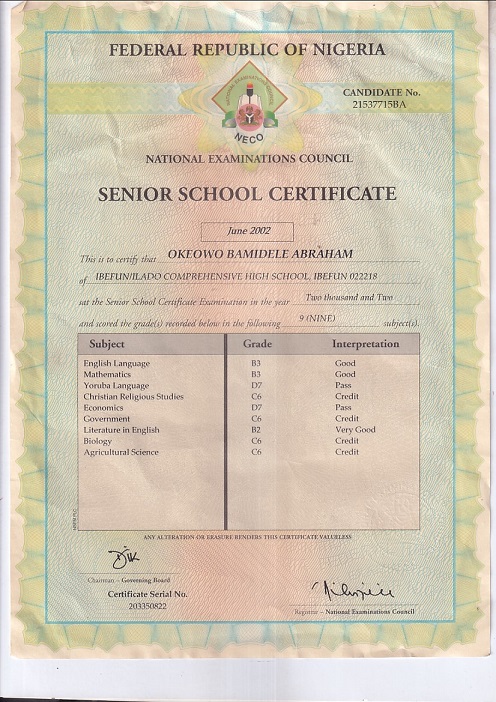 FEDERAL REPUBLIC OF NIGERIA
CANDIDATE No.
21537715BA
NECO
NATIONAL EXAMINATIONS COUNCIL
SENIOR SCHOOL CERTIFICATE
June 2002
This is to certify that OKEOWO BAMIDELE ABRAHAM
of IBEFUN/ILADO COMPREHENSIVE HIGH SCHOOL, IBEFUN 022218
sat the Senior School Certificate Examination in the year Two thousand and Two
and scored the grade(s) recorded below in the following 9 (NINE) subject(s).
Subject Grade Interpretation
English Language B3 Good
Mathematics B3 Good
Yoruba Language D7 Pass
Christian Religious Studies C6 Credit
Economics D7 Pass
Government C6 Credit
Literature in English B2 Very Good
Biology C6 Credit
Agricultural Science C6 Credit
ANY ALTERATION OR ERASURE RENDERS THIS CERTIFICATE VALUELESS
Chairman – Governing Board
Certificate Serial No.
203350822
Registrar – National Examinations Council